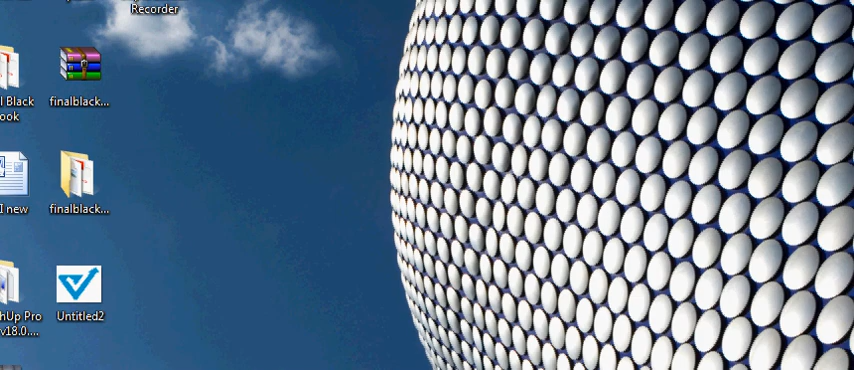 Recorder
l Black
ook
finalblack...
I new
finalblack...
hUp Pro
v18.0....
Untitled2